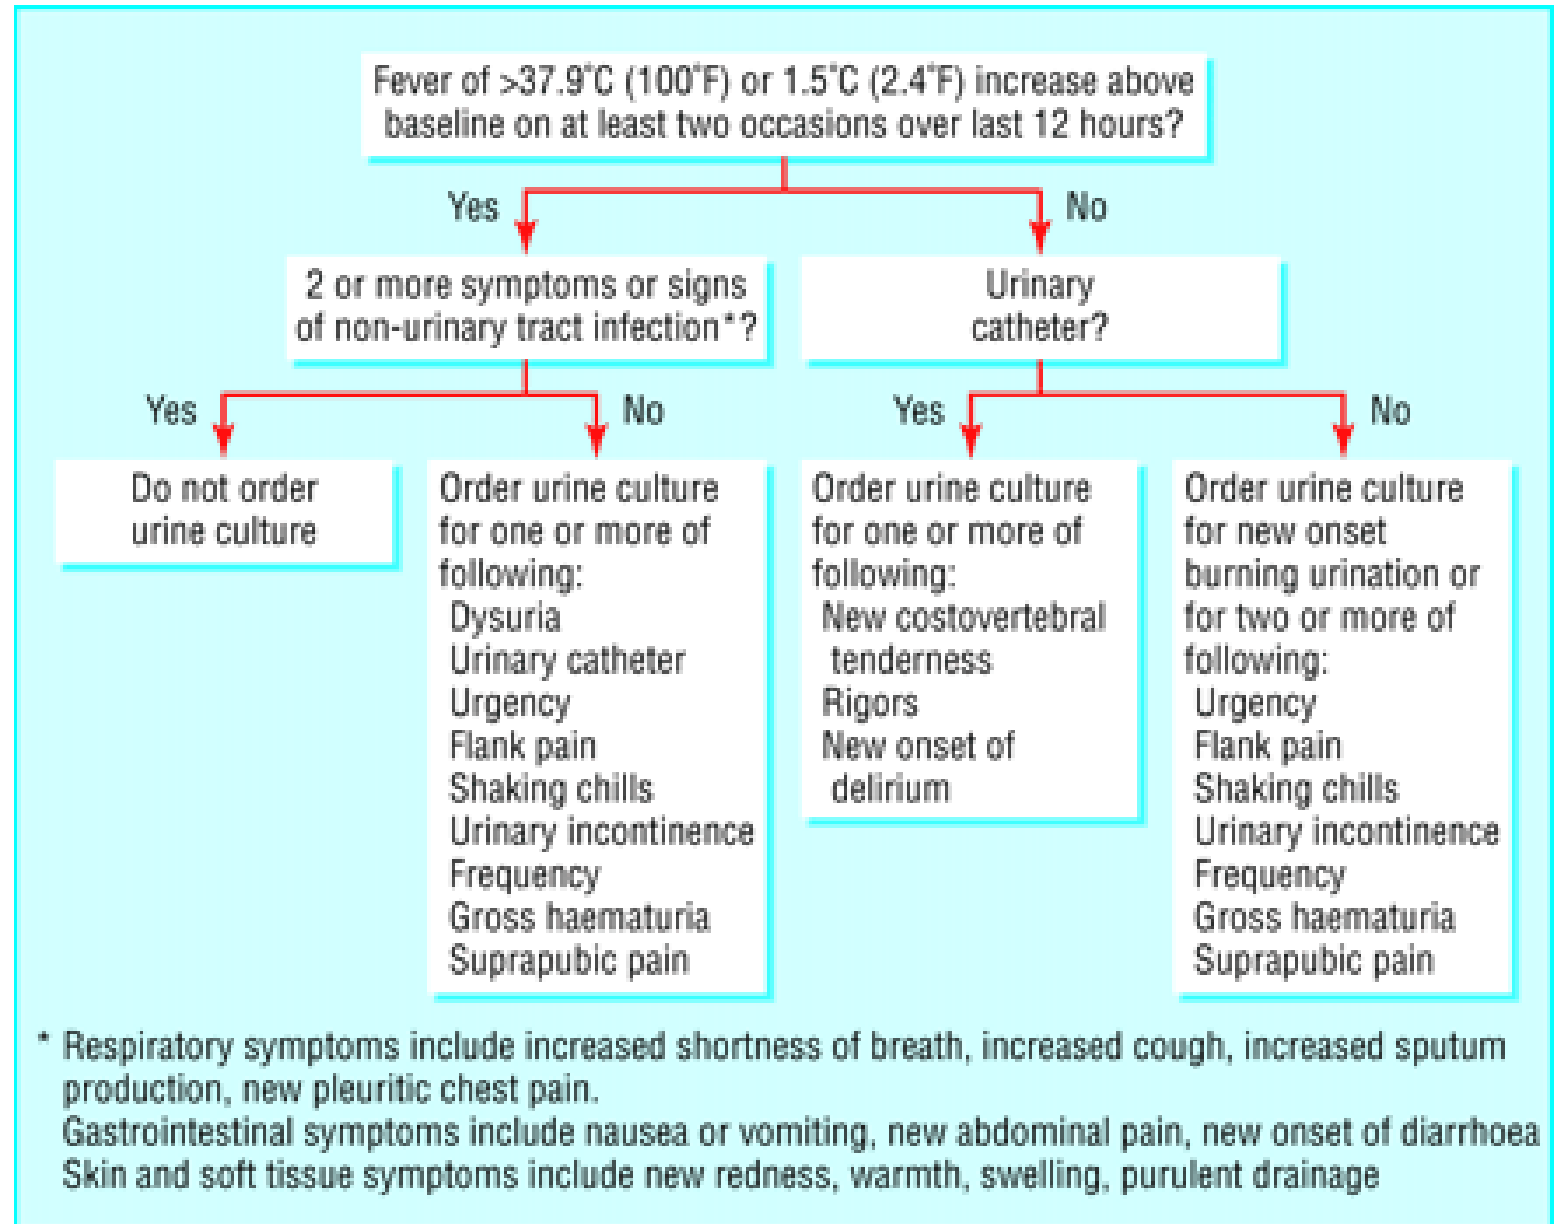 Fever of >37.9°C (100°F) or 1.5°C (2.4°F) increase above
baseline on at least two occasions over last 12 hours?
Yes
No
2 or more symptoms or signs
of non-urinary tract infection*?
Urinary
catheter?
Yes
No
Yes
No
Do not order
urine culture
Order urine culture
for one or more of
following:
Dysuria
Urinary catheter
Urgency
Flank pain
Shaking chills
Urinary incontinence
Frequency
Gross haematuria
Suprapubic pain
Order urine culture
for one or more of
following:
New costovertebral
tenderness
Rigors
New onset of
delirium
Order urine culture
for new onset
burning urination or
for two or more of
following:
Urgency
Flank pain
Shaking chills
Urinary incontinence
Frequency
Gross haematuria
Suprapubic pain
* Respiratory symptoms include increased shortness of breath, increased cough, increased sputum
production, new pleuritic chest pain.
Gastrointestinal symptoms include nausea or vomiting, new abdominal pain, new onset of diarrhoea
Skin and soft tissue symptoms include new redness, warmth, swelling, purulent drainage